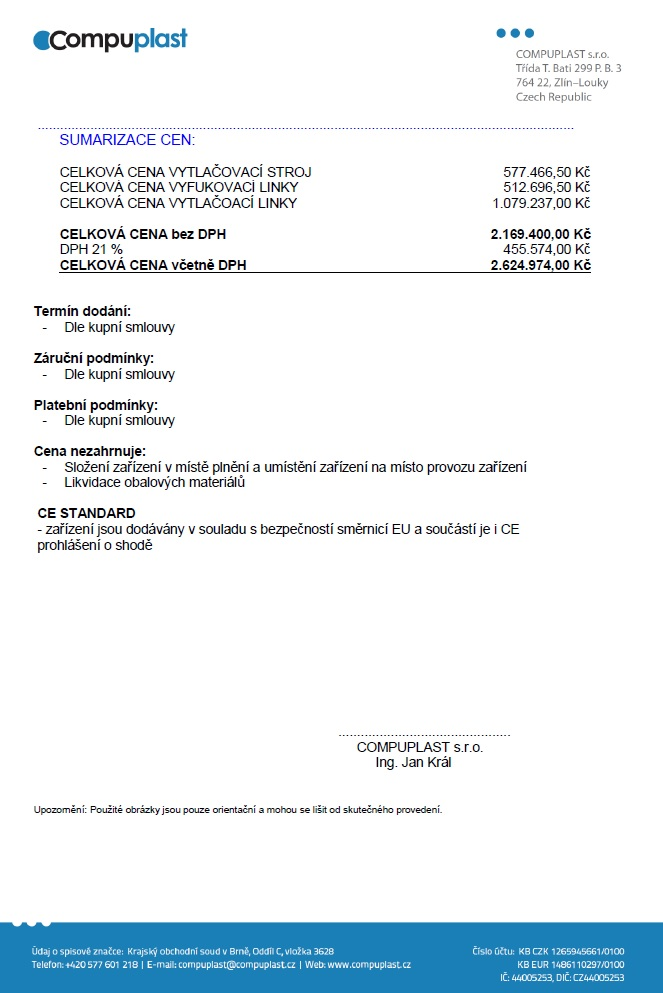 Compuplast
COMPUPLAST s.r.o.
Třída T. Bati 299 P. B. 3
764 22, Zlín–Louky
Czech Republic
SUMARIZACE CEN:
CELKOVÁ CENA VYTLAČOVACÍ STROJ 577.466,50 Kč
CELKOVÁ CENA VYFUKOVACÍ LINKY 512.696,50 Kč
CELKOVÁ CENA VYTLAČOACÍ LINKY 1.079.237,00 Kč
CELKOVÁ CENA bez DPH 2.169.400,00 Kč
DPH 21 % 455.574,00 Kč
CELKOVÁ CENA včetně DPH 2.624.974,00 Kč
Termín dodání:
- Dle kupní smlouvy
Záruční podmínky:
- Dle kupní smlouvy
Platební podmínky:
- Dle kupní smlouvy
Cena nezahrnuje:
- Složení zařízení v místě plnění a umístění zařízení na místo provozu zařízení
- Likvidace obalových materiálů
CE STANDARD
- zařízení jsou dodávány v souladu s bezpečností směrnicí EU a součástí je i CE
prohlášení o shodě
COMPUPLAST s.r.o.
Ing. Jan Král
Upozornění: Použité obrázky jsou pouze orientační a mohou se lišit od skutečného provedení.
Údaj o spisové značce: Krajský obchodní soud v Brně, Oddíl C, vložka 3628
Telefon: +420 577 601 218 | E-mail: compuplast@compuplast.cz | Web: www.compuplast.cz
Číslo účtu: KB CZK 1265945661/0100
KB EUR 1486110297/0100
IČ: 44005253, DIČ: CZ44005253